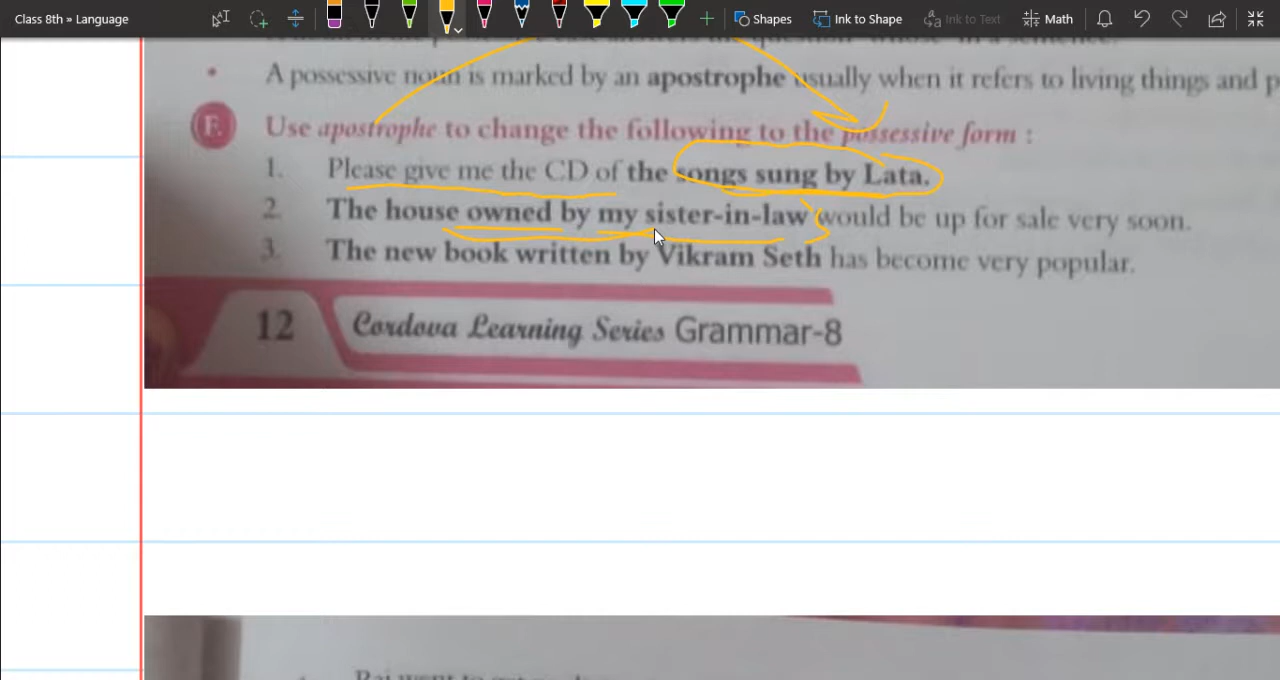 Class 8th » Language
Shapes
Ink to Shape
Ink to Text
Math
• A possessive noun is marked by an apostrophe usually when it refers to living things and p
F. Use apostrophe to change the following to the possessive form :
1. Please give me the CD of the songs sung by Lata.
2. The house owned by my sister-in-law would be up for sale very soon.
3. The new book written by Vikram Seth has become very popular.
12 Cordova Learning Series Grammar-8